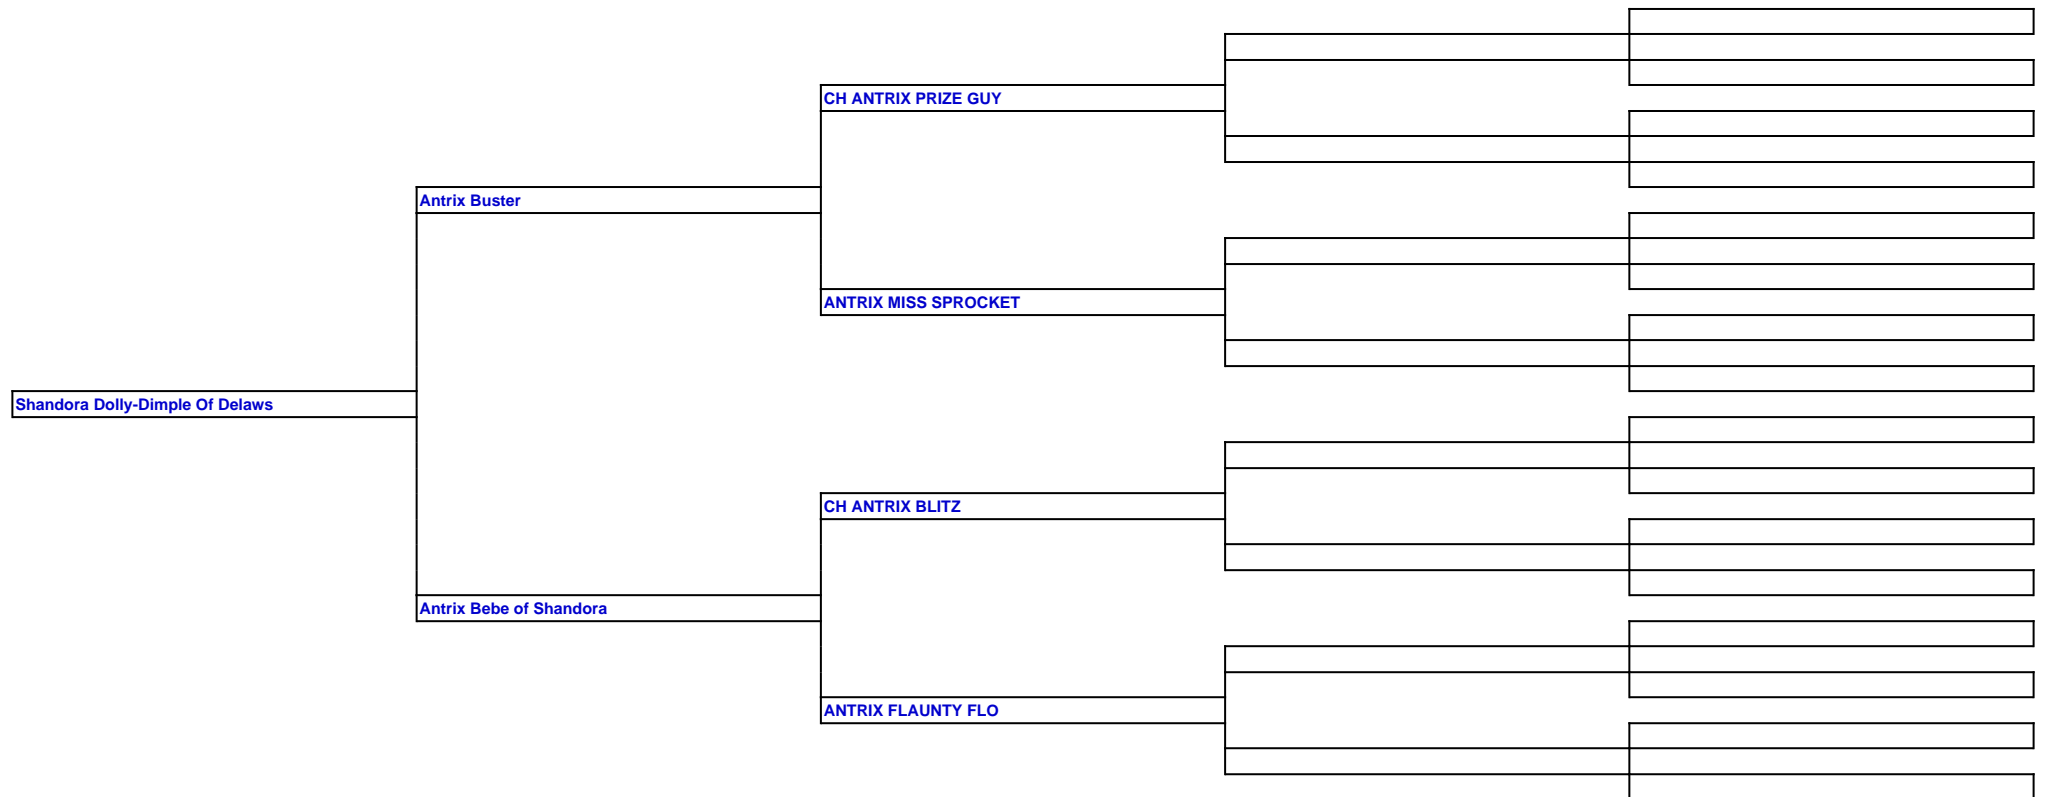 CH ANTRIX PRIZE GUY
Antrix Buster
ANTRIX MISS SPROCKET
Shandora Dolly-Dimple Of Delaws
CH ANTRIX BLITZ
Antrix Bebe of Shandora
ANTRIX FLAUNTY FLO